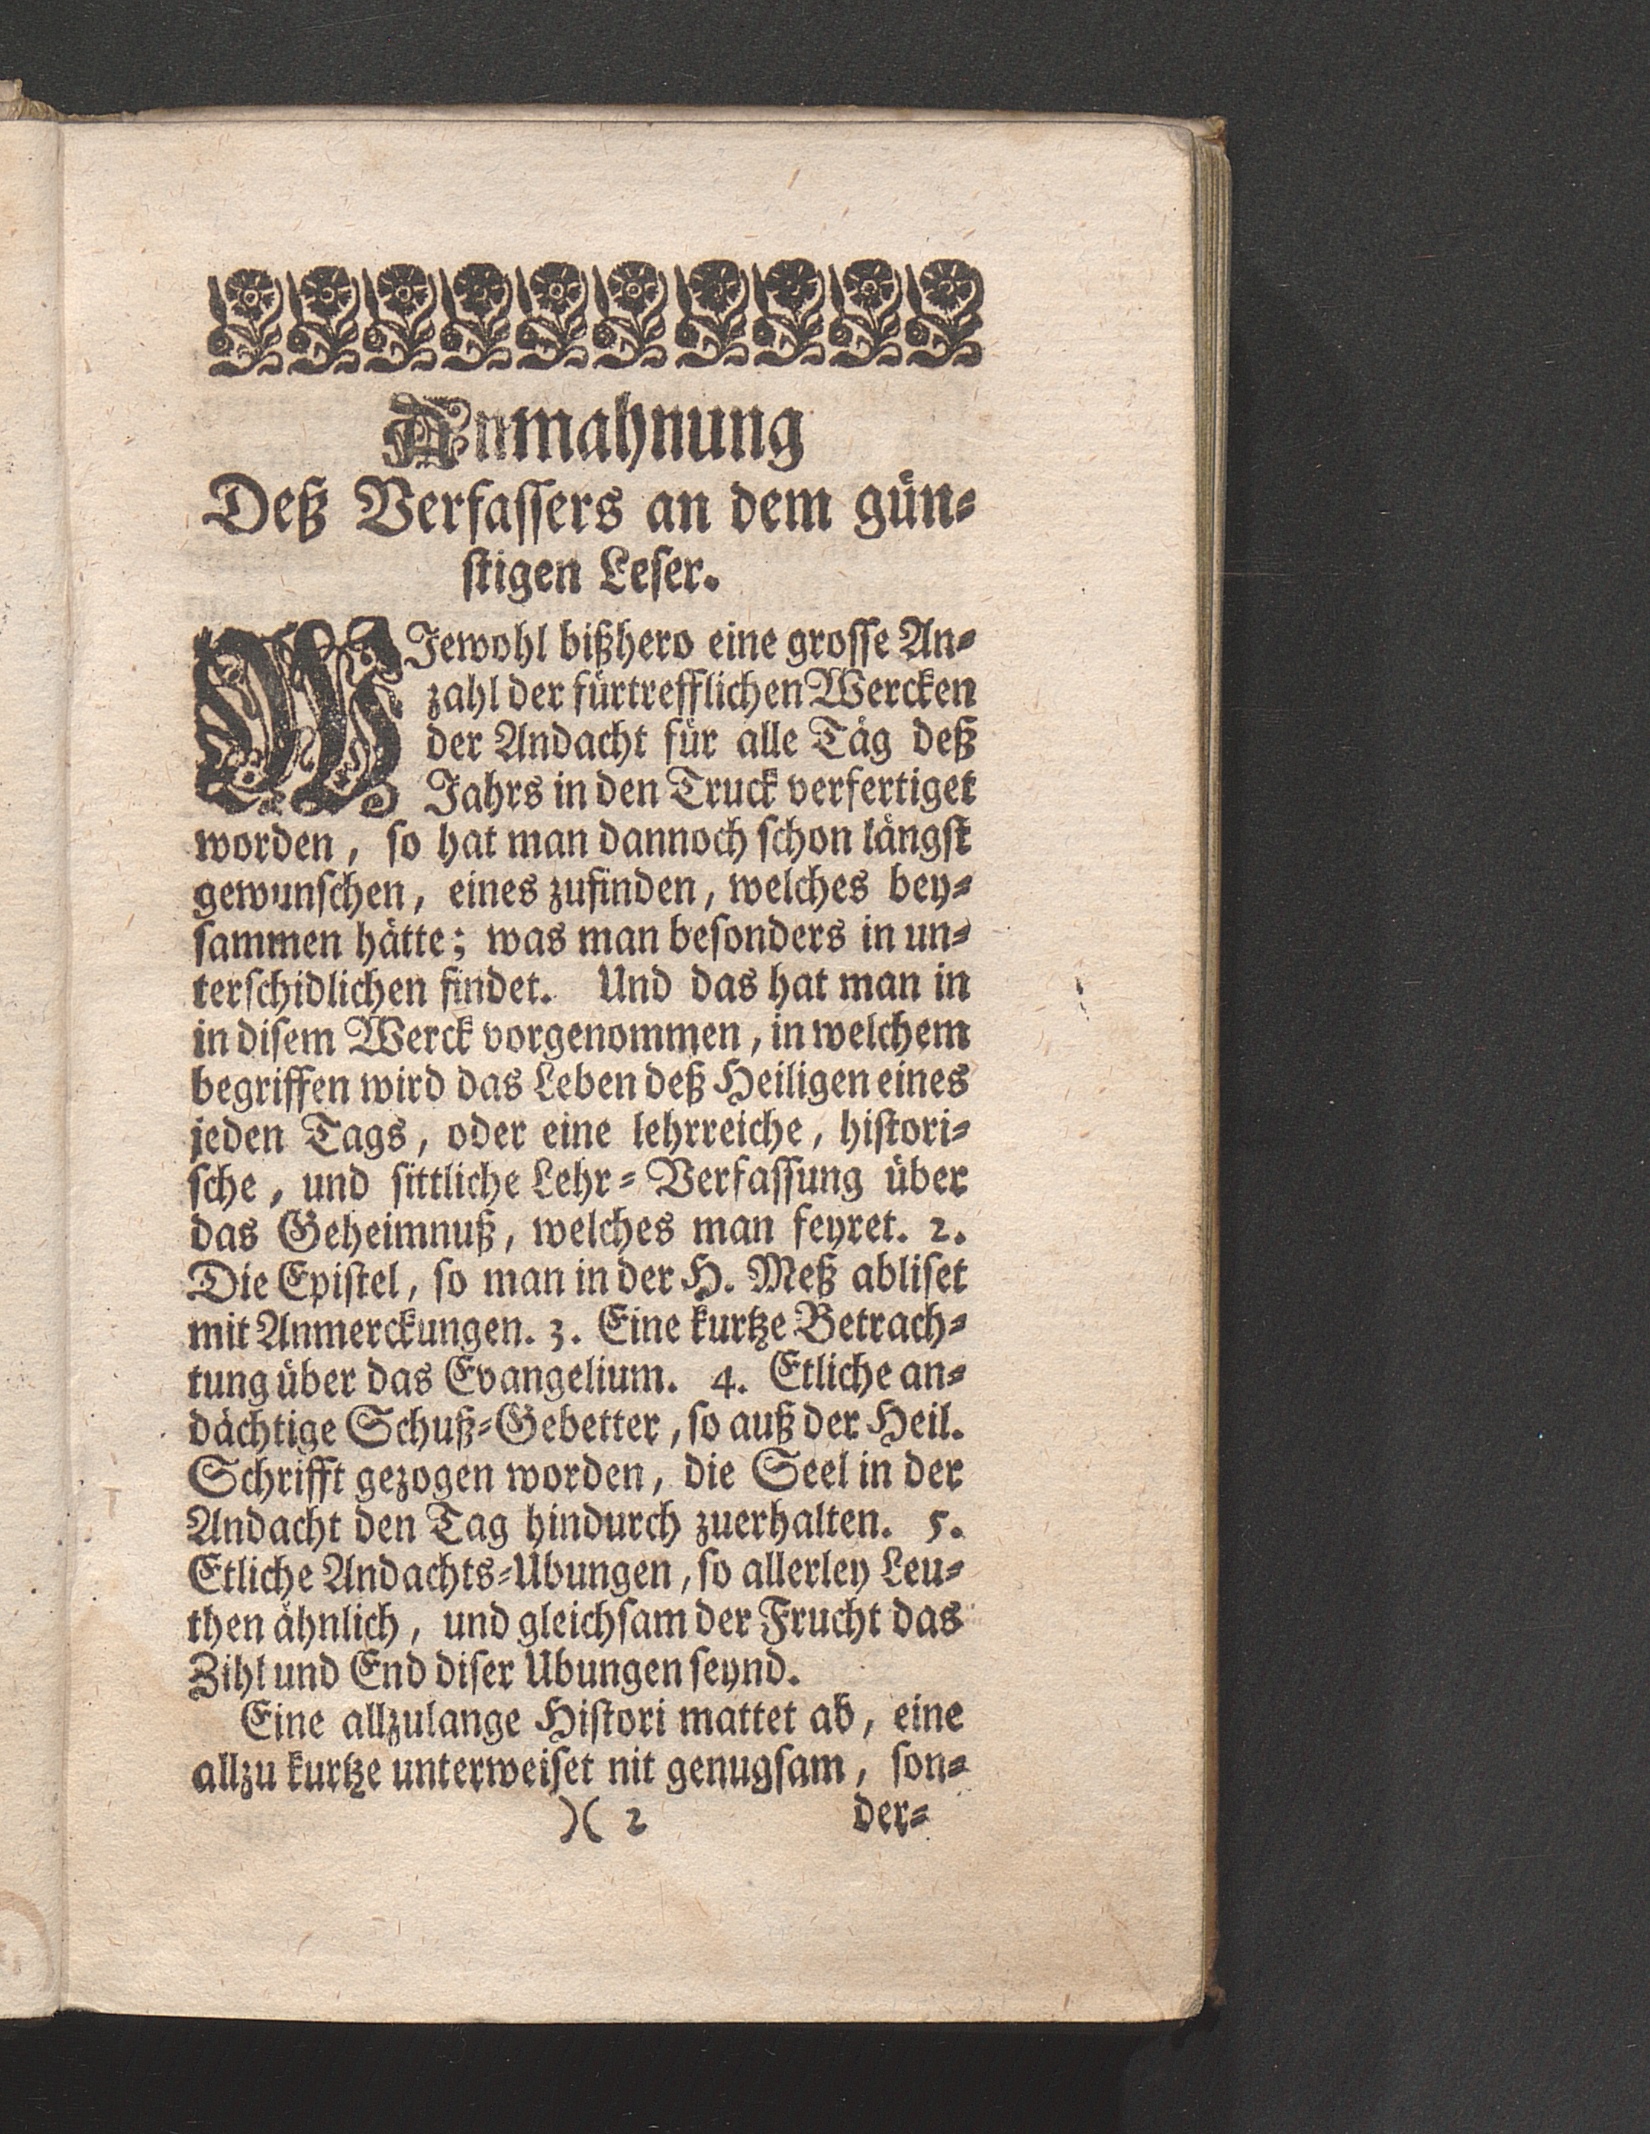 Anmahnung
Deß Verfassers an dem gün-
stigen Leser.
WJewohl bißhero eine grosse An-
zahl der fürtrefflichen Wercken
der Andacht für alle Täg deß
Jahrs in den Truck verfertiget
worden, so hat man dannoch schon längst
gewunschen, eines zufinden, welches bey-
sammen hätte; was man besonders in un-
terschidlichen findet. Und das hat man in
in disem Werck vorgenommen, in welchem
begriffen wird das Leben deß Heiligen eines
jeden Tags, oder eine lehrreiche, histori-
sche, und sittliche Lehr-Verfassung über
das Geheimnuß, welches man feyret. 2.
Die Epistel, so man in der H. Meß abliset
mit Anmerckungen. 3. Eine kurtze Betrach-
tung über das Evangelium. 4. Etliche an-
dächtige Schuß-Gebetter, so auß der Heil.
Schrifft gezogen worden, die Seel in der
Andacht den Tag hindurch zuerhalten. 5.
Etliche Andachts-Ubungen, so allerley Leu-
then ähnlich, und gleichsam der Frucht das
Zihl und End diser Ubungen seynd.
Eine allzulange Histori mattet ab, eine
allzu kurtze unterweiset nit genugsam, son-
)( 2 der-